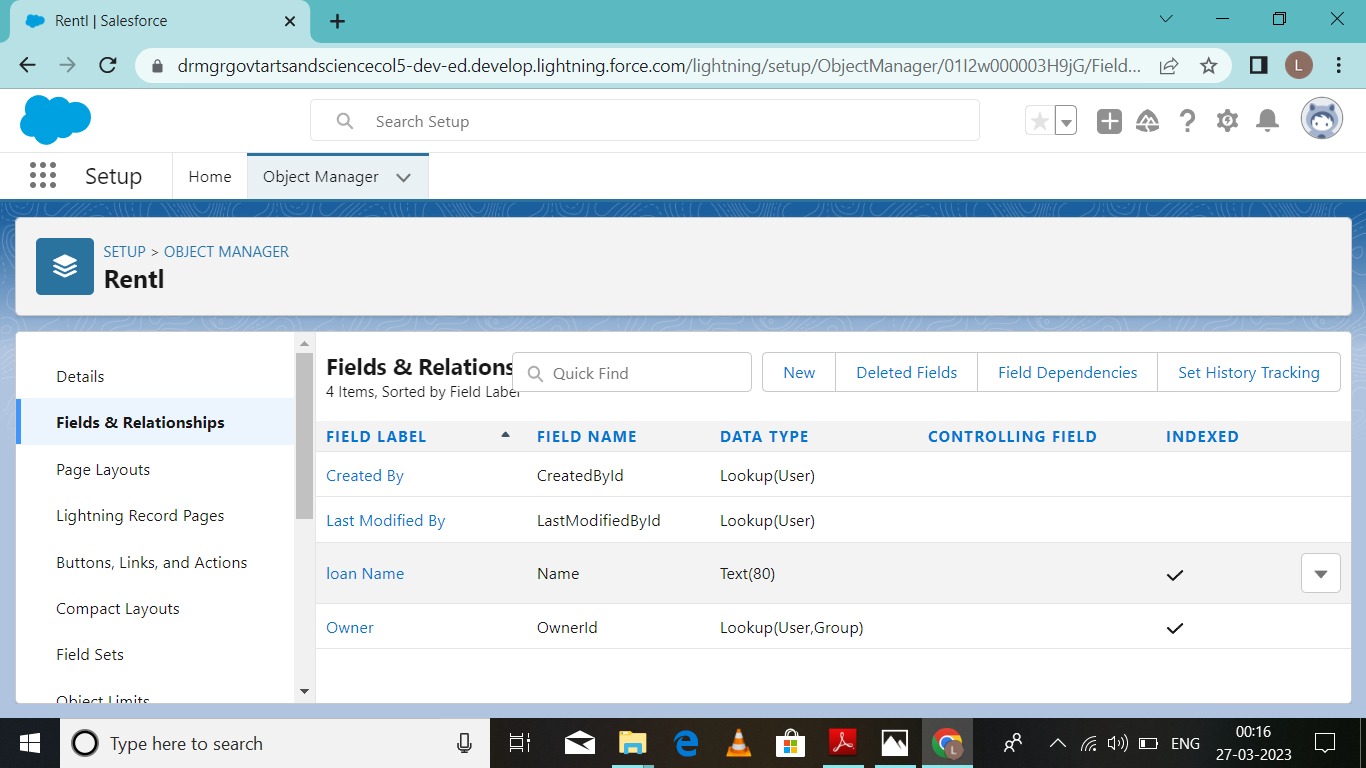 Rentl | Salesforce
drmgrgovtartsandsciencecol5-dev-ed.develop.lightning.force.com/lightning/setup/ObjectManager/01I2w000003H9jG/Field...
L
Search Setup
Setup
Home
Object Manager
SETUP > OBJECT MANAGER
Rentl
Details
Fields & Relationships
Page Layouts
Lightning Record Pages
Buttons, Links, and Actions
Compact Layouts
Field Sets
Object Limits
Fields & Relations
4 Items, Sorted by Field Label
Quick Find
New
Deleted Fields
Field Dependencies
Set History Tracking
FIELD LABEL FIELD NAME DATA TYPE CONTROLLING FIELD INDEXED
Created By CreatedById Lookup(User)
Last Modified By LastModifiedById Lookup(User)
loan Name Name Text(80)
Owner OwnerId Lookup(User,Group)
Type here to search
L
ENG
00:16
27-03-2023